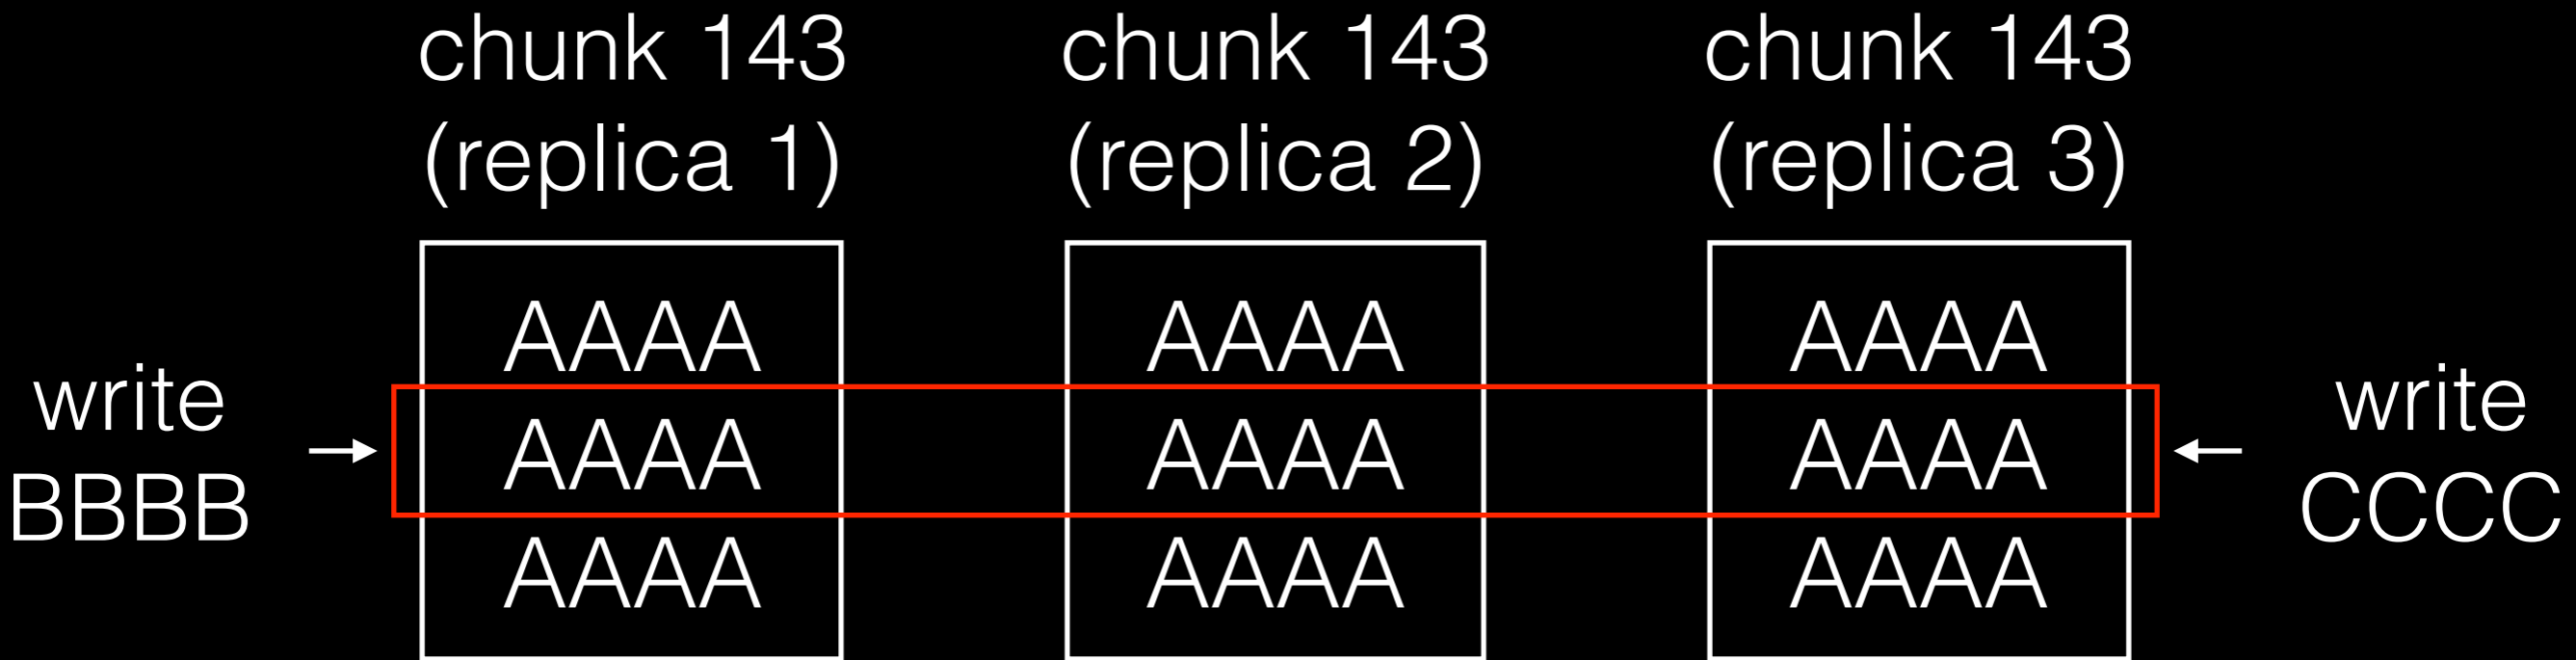 chunk 143
(replica 1)
chunk 143
(replica 2)
chunk 143
(replica 3)
write
BBBB
AAAA
AAAA
AAAA
AAAA
AAAA
AAAA
AAAA
AAAA
AAAA
write
CCCC